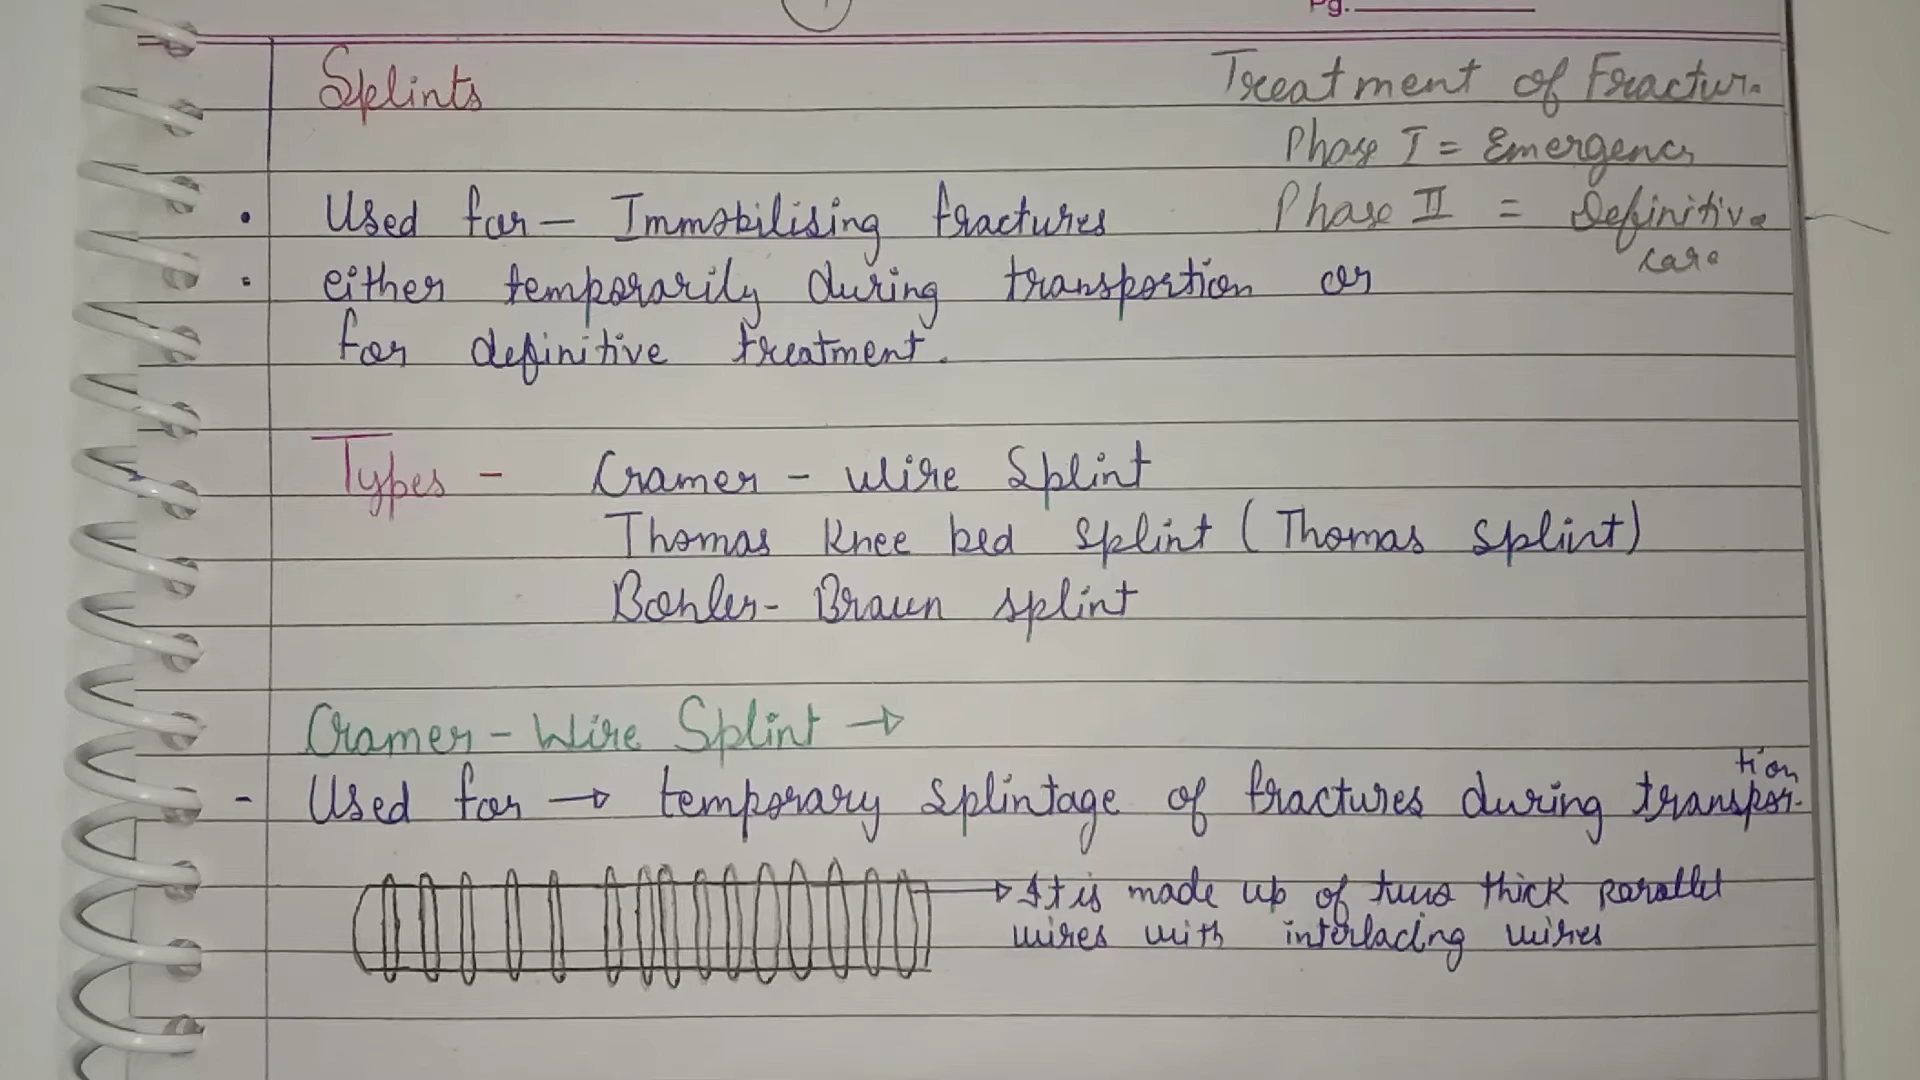 Pg.
Splints
Treatment of Fractur.
Phase I = Emergency
Phase II = Definitive
care
• Used for – Immobilising fractures
• either temporarily during transportion or
for definitive treatment.
Types - Cramer - Wire Splint
Thomas Knee bed Splint ( Thomas Splint)
Boehler- Braun splint
Cramer - Wire Splint →
- Used for → temporary splintage of fractures during transpor-
tion
→ It is made up of two thick parallel
wires with interlacing wires